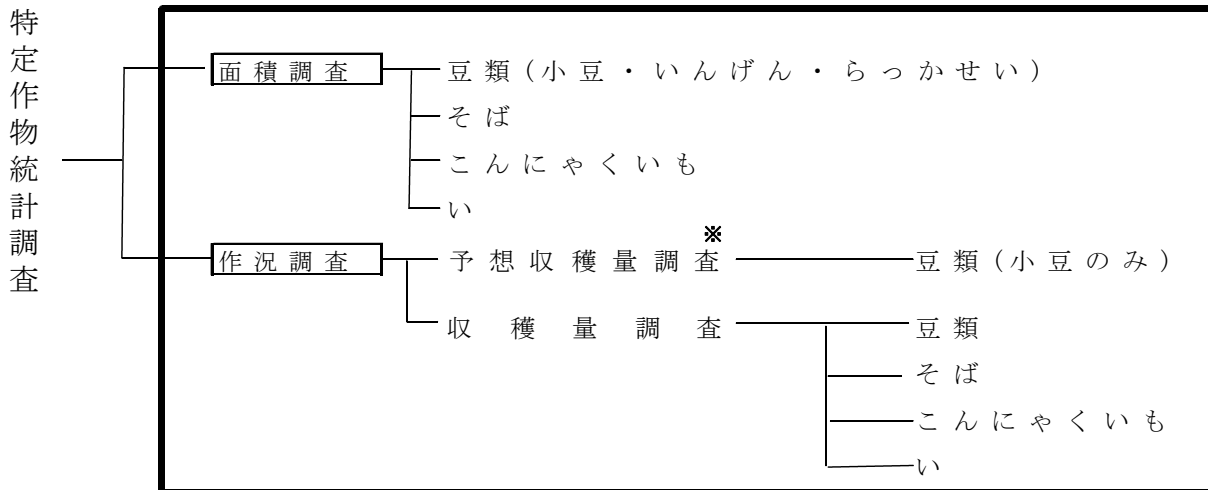 特定作物統計調査
面積調査
豆類(小豆・いんげん・らっかせい)
そば
こんにゃくいも
い
作況調査
予想収穫量調査※
豆類(小豆のみ)
収穫量調査
豆類
そば
こんにゃくいも
い